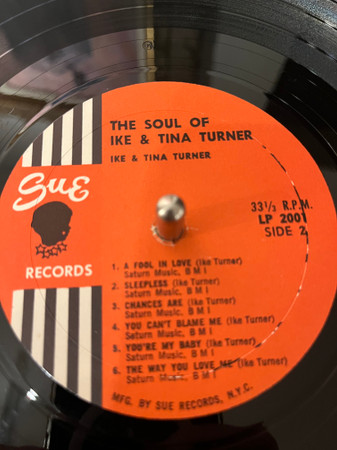 THE SOUL OF
IKE & TINA TURNER
IKE & TINA TURNER
Sue
RECORDS
33⅓ R.P.M.
LP 2001
SIDE 2
1. A FOOL IN LOVE (Ike Turner)
Saturn Music, B M I
2. SLEEPLESS (Ike Turner)
Saturn Music, B M I
3. CHANCES ARE (Ike Turner)
Saturn Music, B M I
4. YOU CAN'T BLAME ME (Ike Turner)
Saturn Music, B M I
5. YOU'RE MY BABY (Ike Turner)
Saturn Music, B M I
6. THE WAY YOU LOVE ME (Ike Turner)
Saturn Music, B M I
MFG. BY SUE RECORDS, N.Y.C.